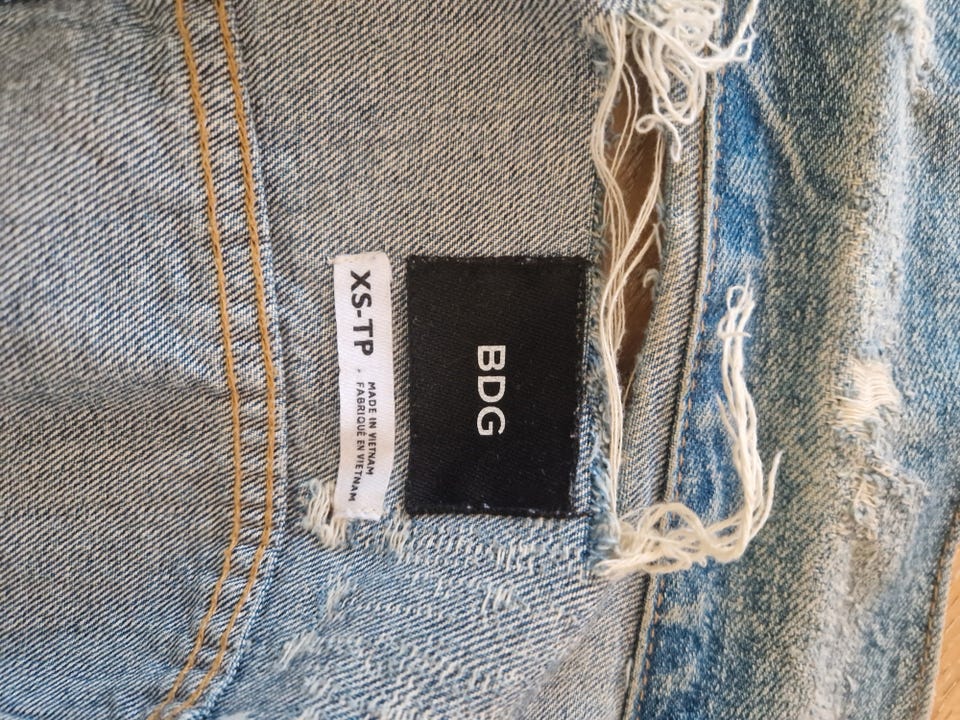 BDG
XS-TP
MADE IN VIETNAM
FABRIQUÉ EN VIETNAM